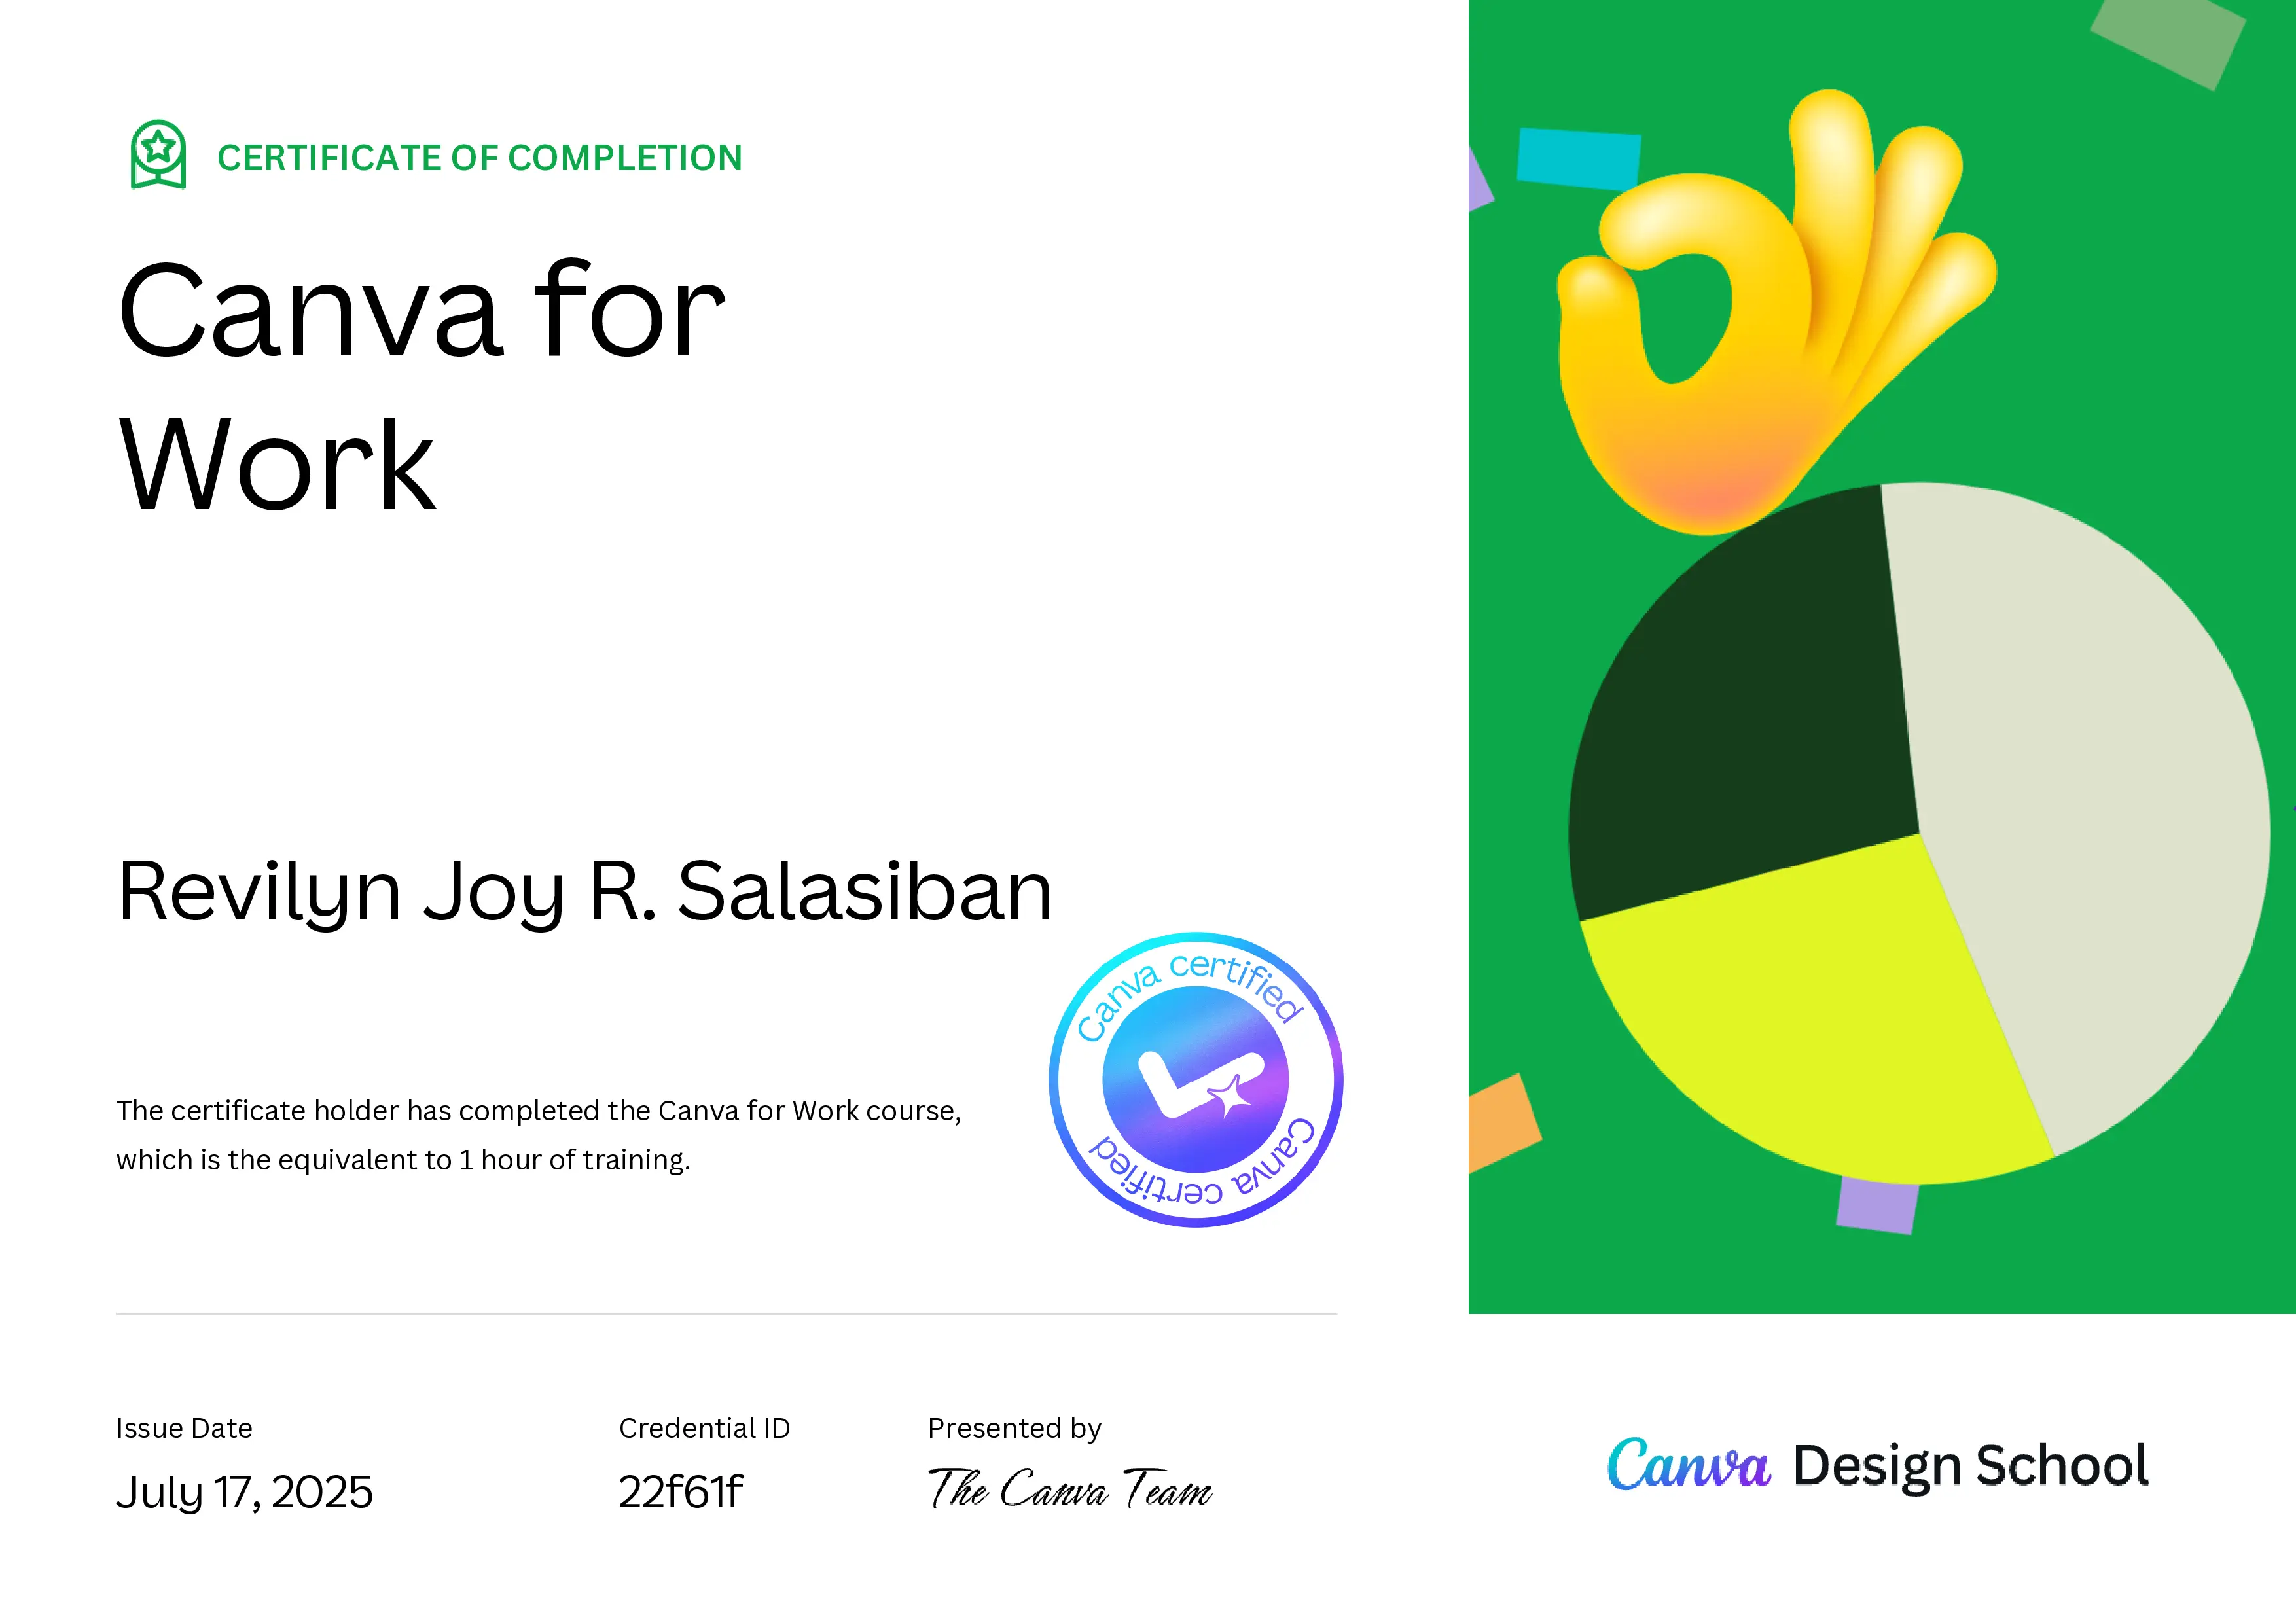 CERTIFICATE OF COMPLETION
Canva for
Work
Revilyn Joy R. Salasiban
Canva certified
Canva certified
The certificate holder has completed the Canva for Work course,
which is the equivalent to 1 hour of training.
Issue Date
July 17, 2025
Credential ID
22f61f
Presented by
The Canva Team
Canva Design School